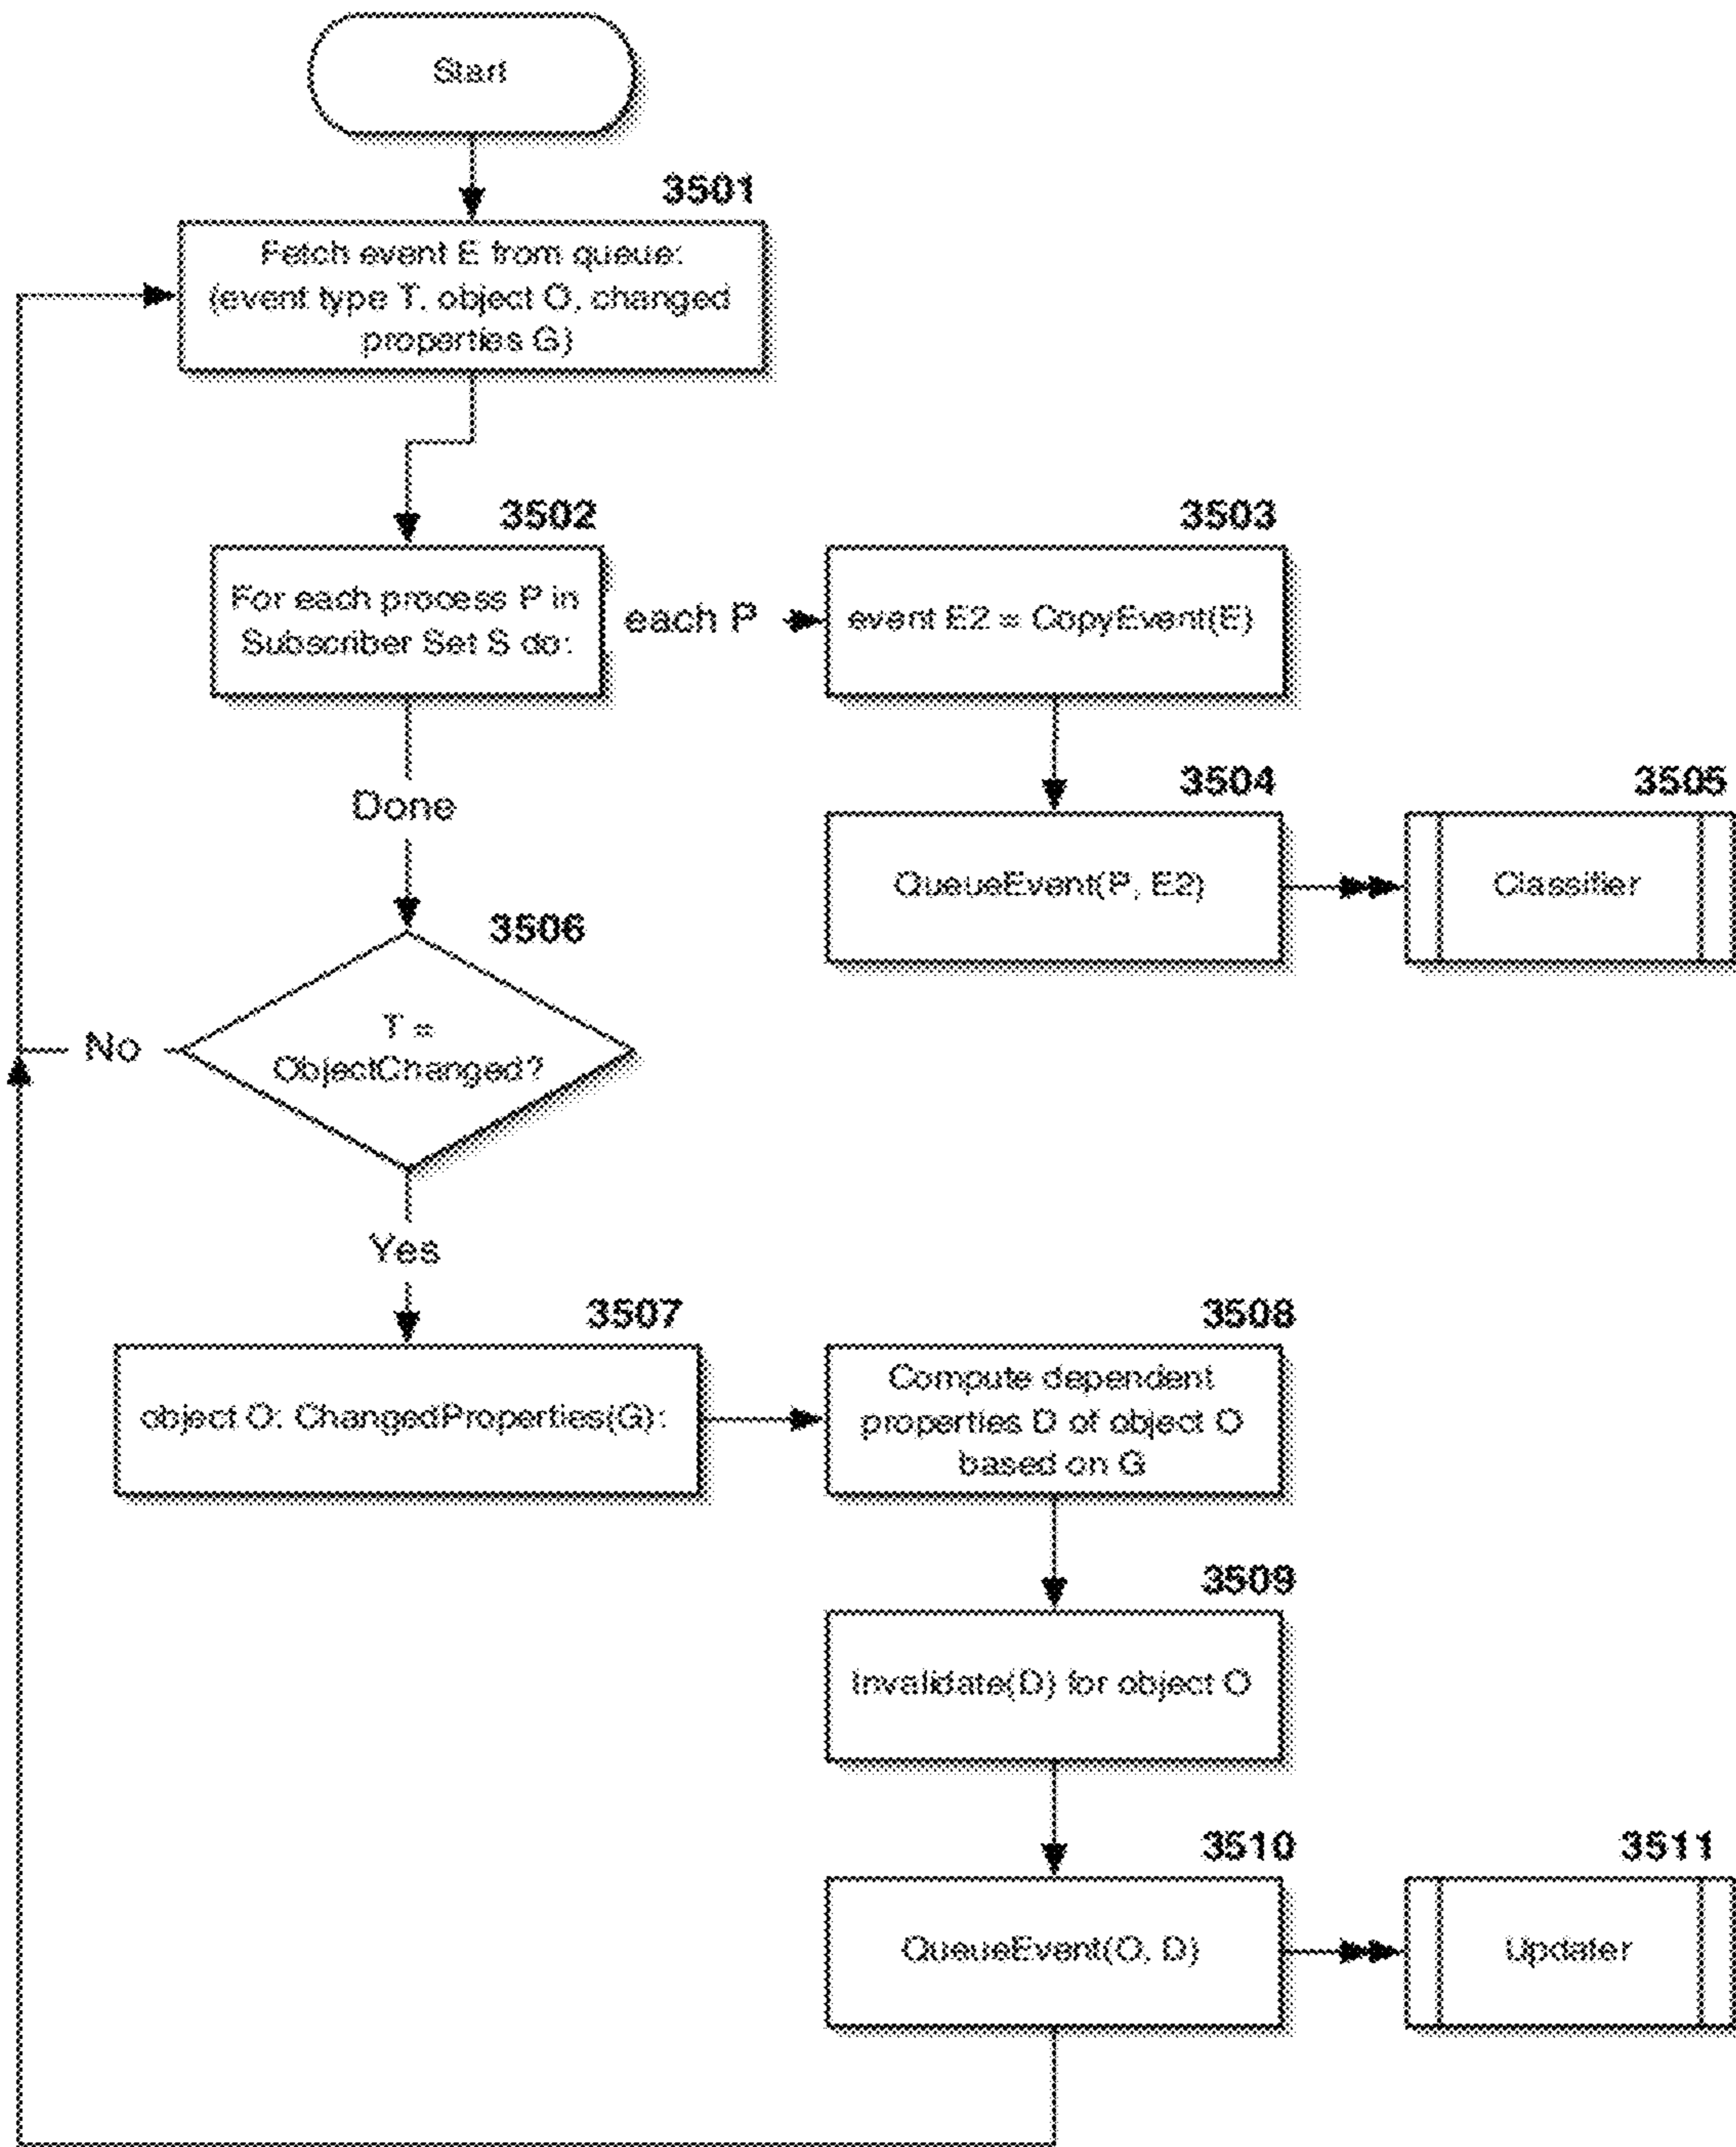 Start
3501
Fetch event E from queue:
(event type T, object O, changed
properties G)
3502
For each process P in
Subscriber Set S do:
each P
3503
event E2 = CopyEvent(E)
Done
3504
QueueEvent(P, E2)
3505
Classifier
3506
T =
ObjectChanged?
No
Yes
3507
object O: ChangedProperties(G):
3508
Compute dependent
properties D of object O
based on G
3509
Invalidate(D) for object O
3510
QueueEvent(O, D)
3511
Updater